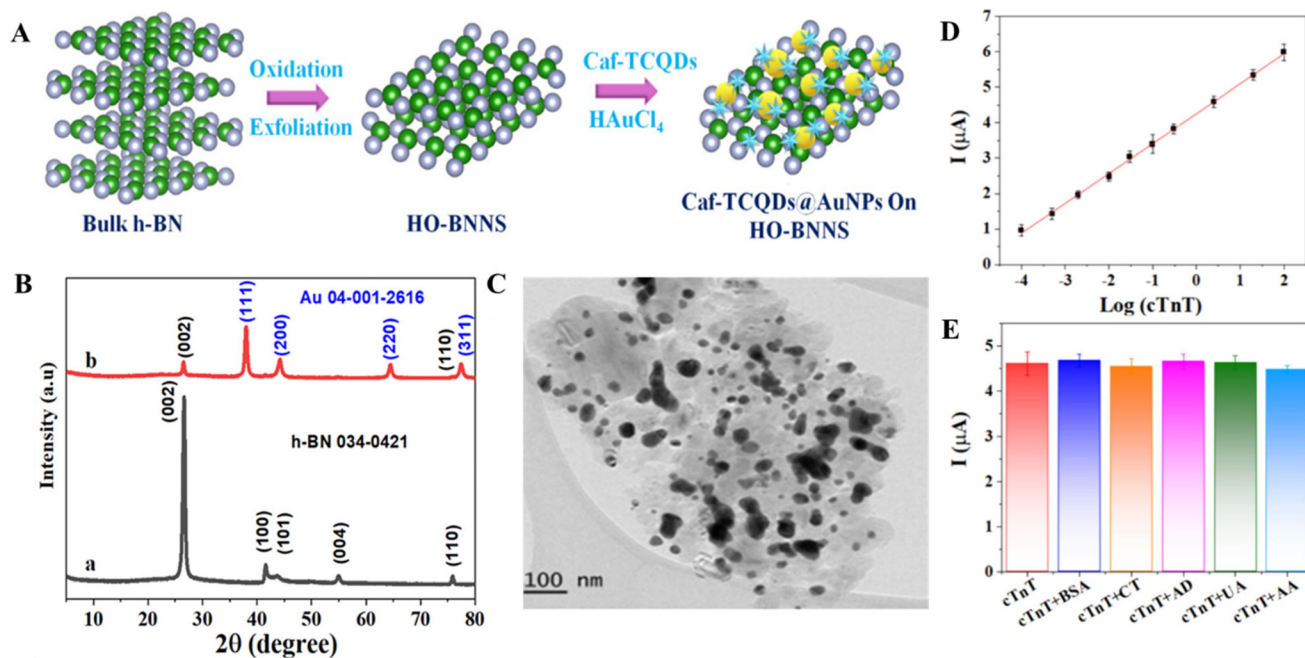 A
Oxidation
Exfoliation
Caf-TCQDs
HAuCl4
Bulk h-BN
HO-BNNS
Caf-TCQDs@AuNPs On
HO-BNNS
B
Au 04-001-2616
(111)
(002)
(200)
(220)
(110)
(311)
b
(002)
h-BN 034-0421
(100)
(101)
(004)
(110)
a
Intensity (a.u)
10 20 30 40 50 60 70 80
2θ (degree)
C
100 nm
D
7
6
5
4
3
2
1
0
I (μA)
-4 -3 -2 -1 0 1 2
Log (cTnT)
E
5
4
3
2
1
0
I (μA)
cTnT
cTnT+BSA
cTnT+CT
cTnT+AD
cTnT+UA
cTnT+AA